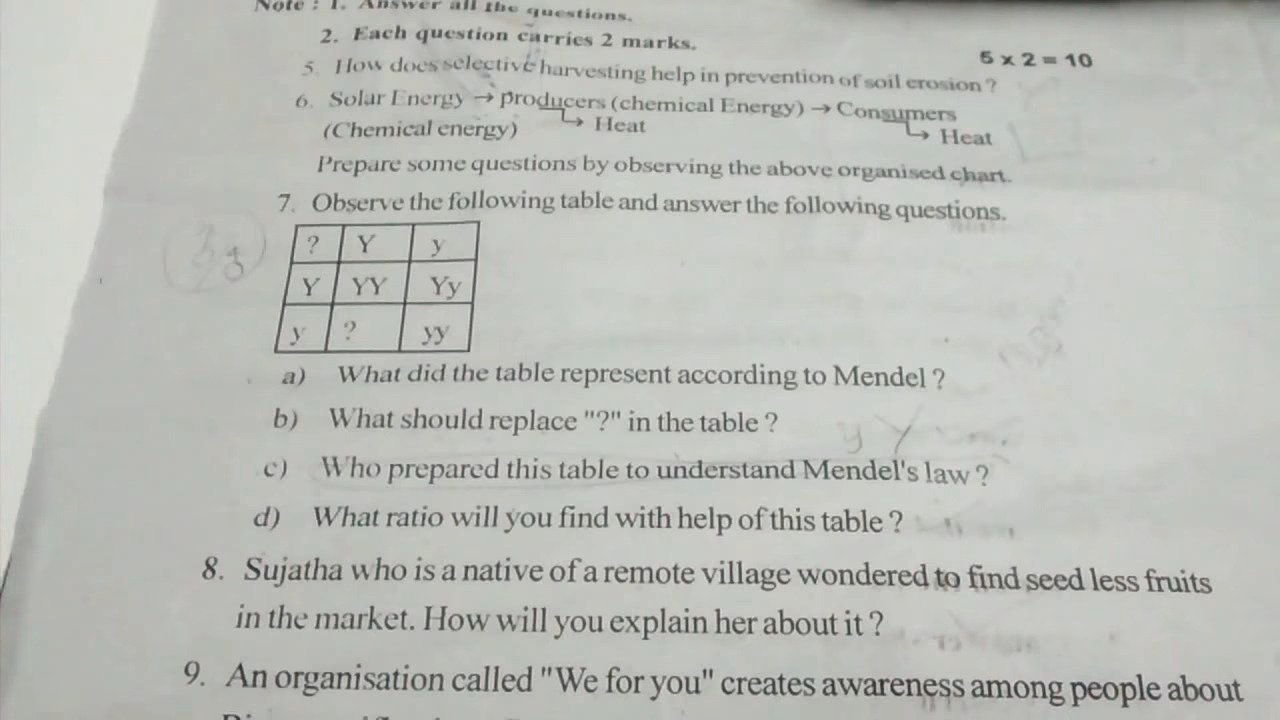 Note : 1. Answer all the questions.
2. Each question carries 2 marks.
5 x 2 = 10
5. How does selective harvesting help in prevention of soil erosion ?
6. Solar Energy → Producers (chemical Energy) → Consumers
(Chemical energy) ↳ Heat ↳ Heat
Prepare some questions by observing the above organised chart.
7. Observe the following table and answer the following questions.
? Y y
Y YY Yy
y ? yy
a) What did the table represent according to Mendel ?
b) What should replace "?" in the table ?
y Y
c) Who prepared this table to understand Mendel's law ?
d) What ratio will you find with help of this table ?
8. Sujatha who is a native of a remote village wondered to find seed less fruits
in the market. How will you explain her about it ?
9. An organisation called "We for you" creates awareness among people about